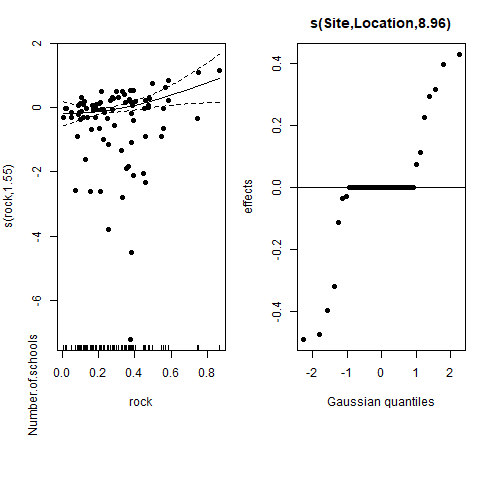 s(Site,Location,8.96)
2
0
-2
-4
-6
s(rock,1.55)
Number.of.schools
0.0 0.2 0.4 0.6 0.8
rock
0.4
0.2
0.0
-0.2
-0.4
effects
-2 -1 0 1 2
Gaussian quantiles